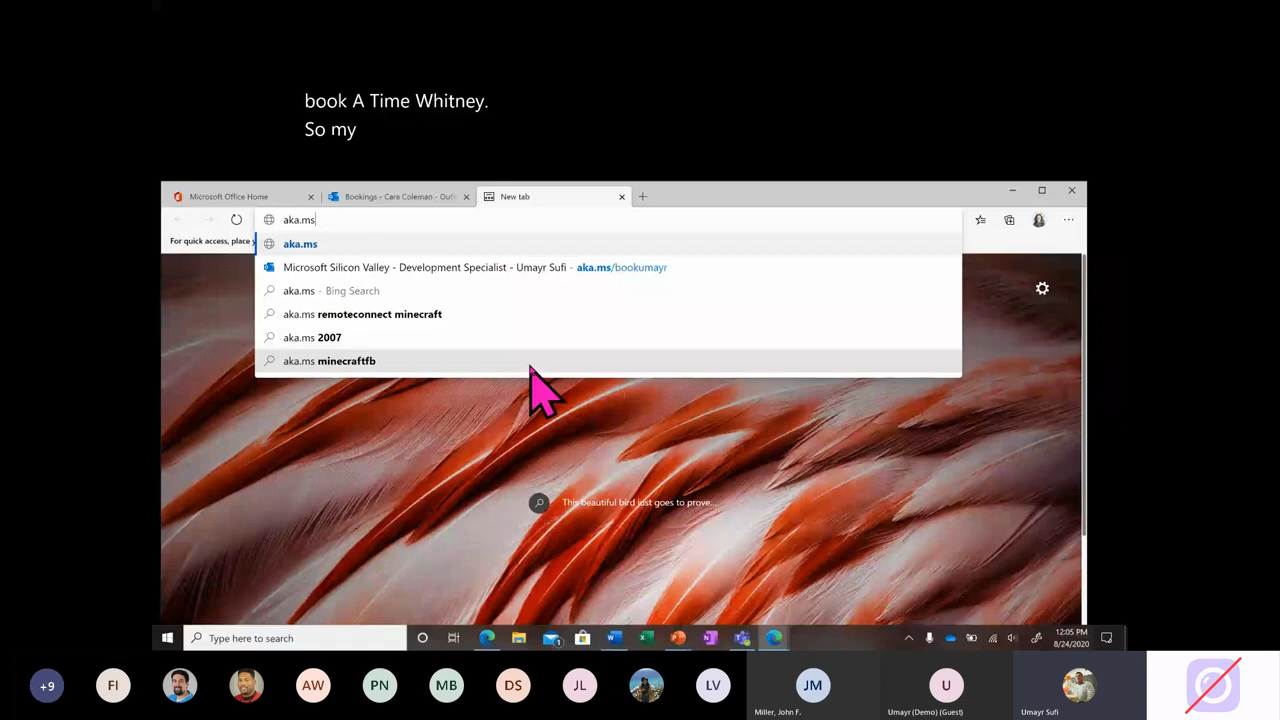 book A Time Whitney.
So my
Microsoft Office Home
Bookings - Care Coleman - Outl
New tab
aka.ms
For quick access, place y
aka.ms
Microsoft Silicon Valley - Development Specialist - Umayr Sufi - aka.ms/bookumayr
aka.ms - Bing Search
aka.ms remoteconnect minecraft
aka.ms 2007
aka.ms minecraftfb
This beautiful bird just goes to prove...
Type here to search
1
12:05 PM
8/24/2020
+9
FI
AW
PN
MB
DS
JL
LV
JM
U
Miller, John F.
Umayr (Demo) (Guest)
Umayr Sufi